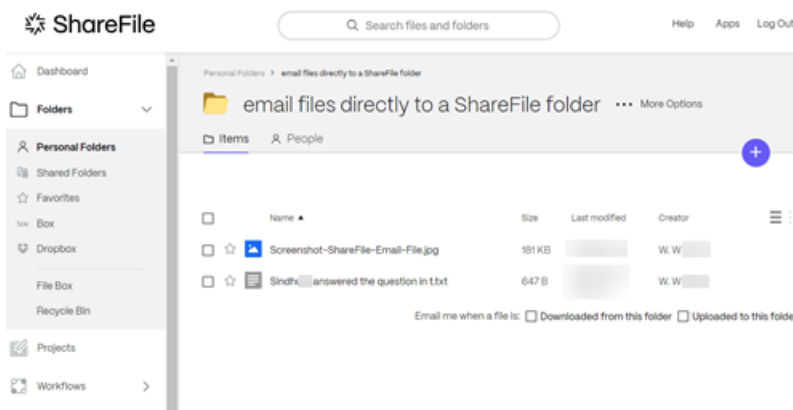 ShareFile
Search files and folders
Help Apps Log Out
Dashboard
Folders
Personal Folders
Shared Folders
Favorites
box Box
Dropbox
File Box
Recycle Bin
Projects
Workflows
Personal Folders > email files directly to a ShareFile folder
email files directly to a ShareFile folder ••• More Options
Items People
Name Size Last modified Creator
Screenshot-ShareFile-Email-File.jpg 181 KB W. W
Sindhu answered the question in t.txt 647 B W. W
Email me when a file is: Downloaded from this folder Uploaded to this folde